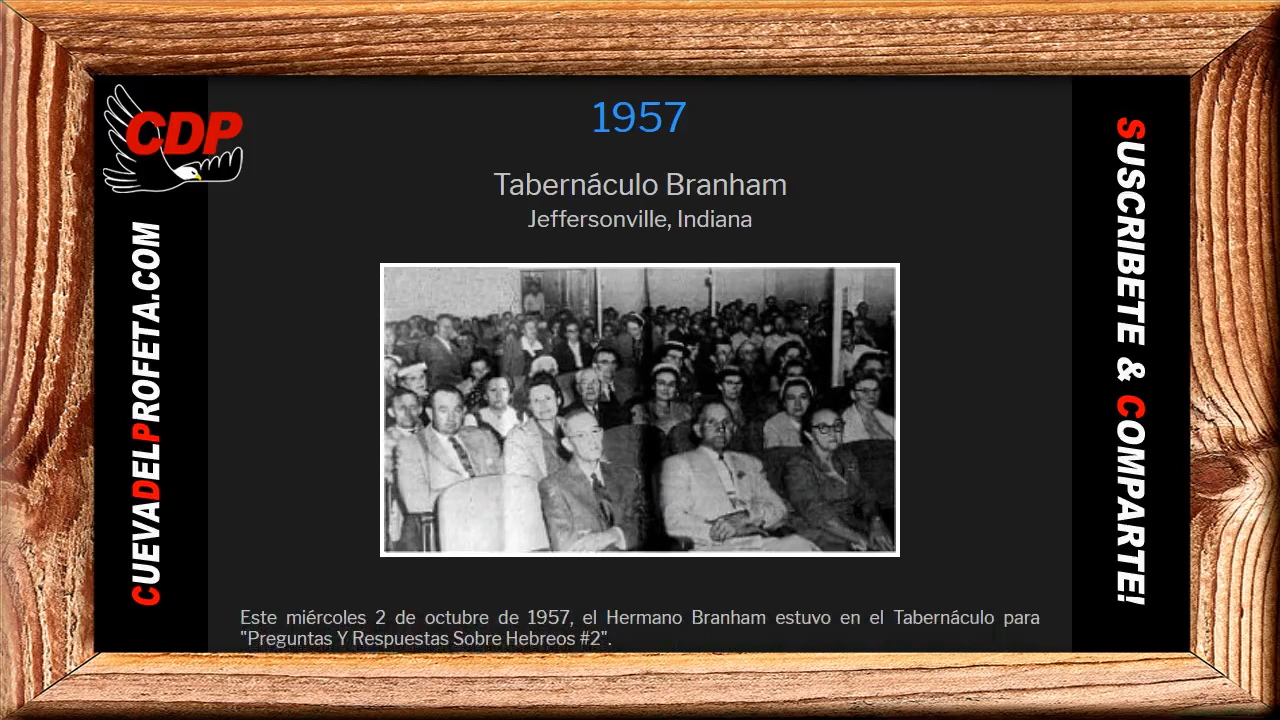 CDP
CUEVADELPROFETA.COM
1957
Tabernáculo Branham
Jeffersonville, Indiana
Este miércoles 2 de octubre de 1957, el Hermano Branham estuvo en el Tabernáculo para
"Preguntas Y Respuestas Sobre Hebreos #2".
SUSCRIBETE & COMPARTE!